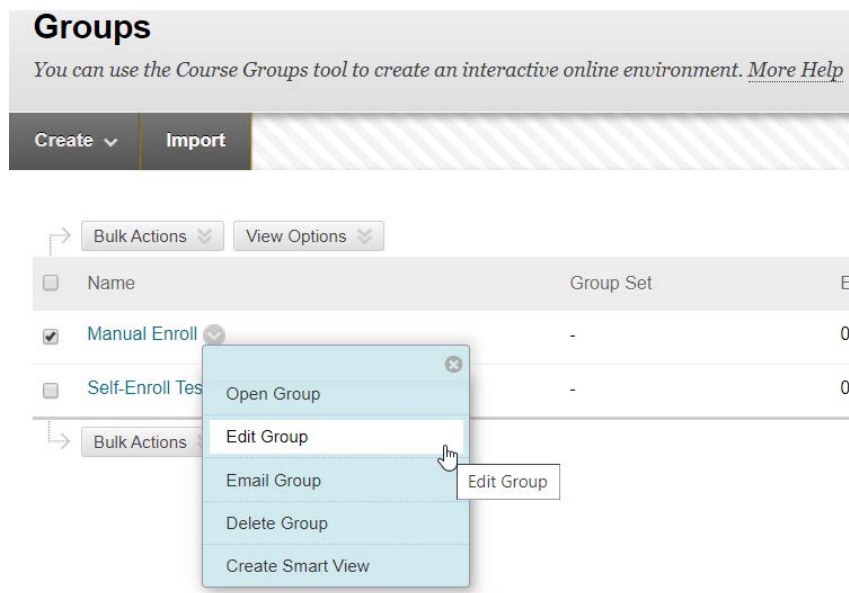 Groups
You can use the Course Groups tool to create an interactive online environment. More Help
Create Import
Bulk Actions View Options
Name Group Set E
Manual Enroll - 0
Self-Enroll Tes - 0
Open Group
Bulk Actions
Edit Group
Edit Group
Email Group
Delete Group
Create Smart View